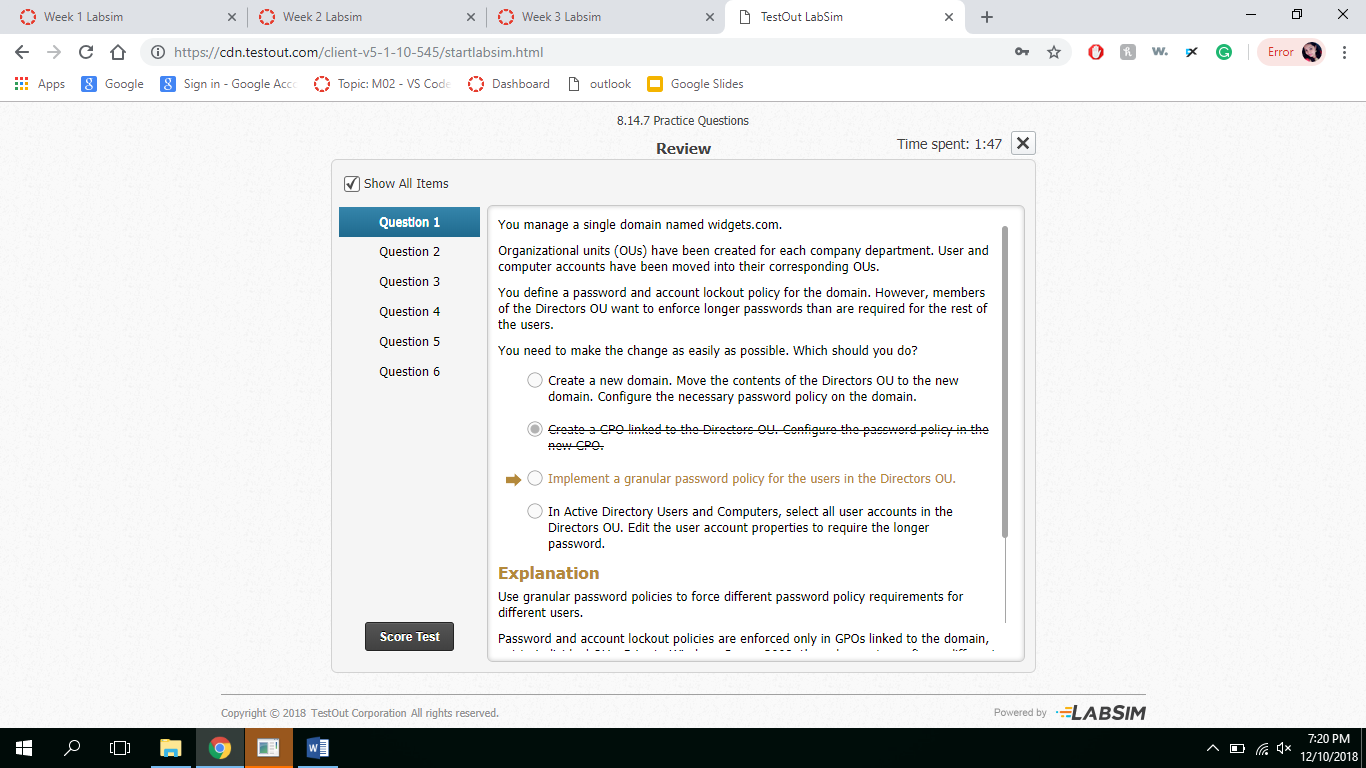 Week 1 Labsim
Week 2 Labsim
Week 3 Labsim
TestOut LabSim
https://cdn.testout.com/client-v5-1-10-545/startlabsim.html
Error
Apps
Google
Sign in - Google Acc
Topic: M02 - VS Code
Dashboard
outlook
Google Slides
8.14.7 Practice Questions
Review
Time spent: 1:47
Show All Items
Question 1
Question 2
Question 3
Question 4
Question 5
Question 6
Score Test
You manage a single domain named widgets.com.
Organizational units (OUs) have been created for each company department. User and
computer accounts have been moved into their corresponding OUs.
You define a password and account lockout policy for the domain. However, members
of the Directors OU want to enforce longer passwords than are required for the rest of
the users.
You need to make the change as easily as possible. Which should you do?
Create a new domain. Move the contents of the Directors OU to the new
domain. Configure the necessary password policy on the domain.
Create a GPO linked to the Directors OU. Configure the password policy in the
new GPO.
Implement a granular password policy for the users in the Directors OU.
In Active Directory Users and Computers, select all user accounts in the
Directors OU. Edit the user account properties to require the longer
password.
Explanation
Use granular password policies to force different password policy requirements for
different users.
Password and account lockout policies are enforced only in GPOs linked to the domain,
Copyright © 2018 TestOut Corporation All rights reserved.
Powered by LABSIM
7:20 PM
12/10/2018